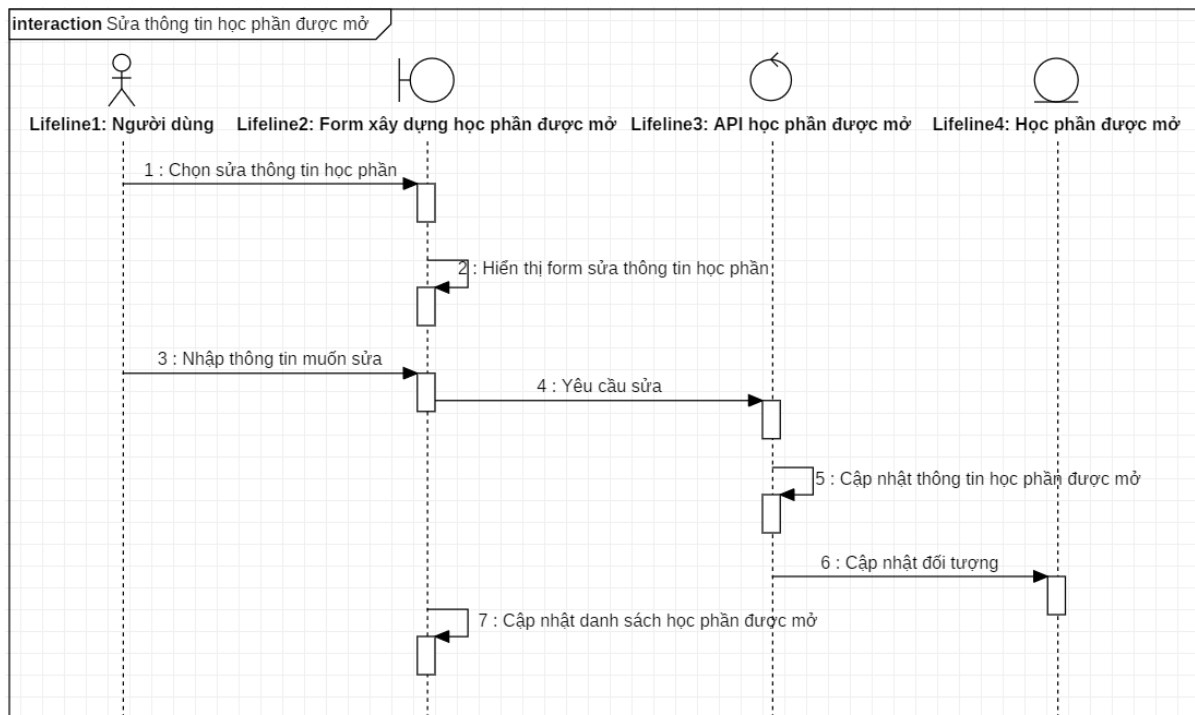 interaction Sửa thông tin học phần được mở
Lifeline1: Người dùng
Lifeline2: Form xây dựng học phần được mở
Lifeline3: API học phần được mở
Lifeline4: Học phần được mở
1 : Chọn sửa thông tin học phần
2 : Hiển thị form sửa thông tin học phần
3 : Nhập thông tin muốn sửa
4 : Yêu cầu sửa
5 : Cập nhật thông tin học phần được mở
6 : Cập nhật đối tượng
7 : Cập nhật danh sách học phần được mở